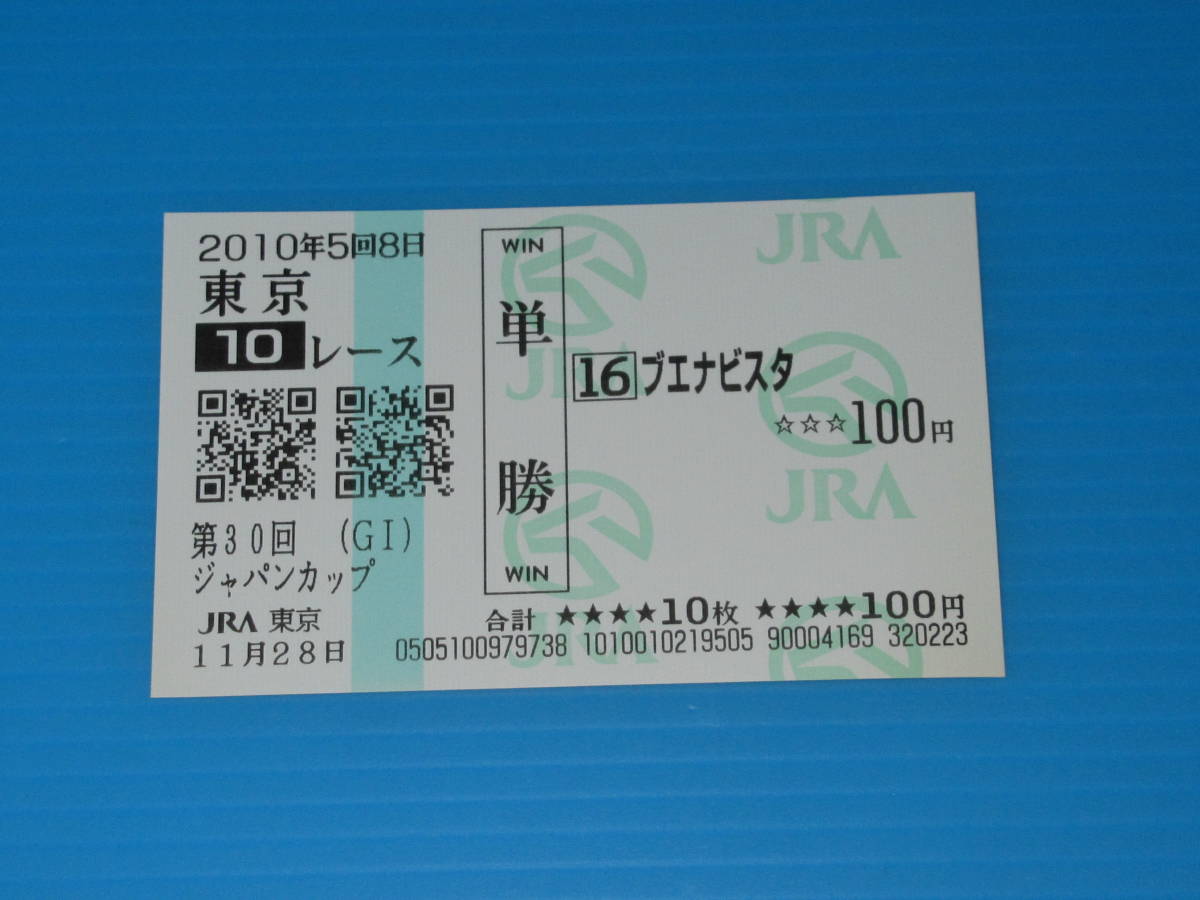 2010年5回8日
東京
10レース
第30回 (GI)
ジャパンカップ
JRA 東京
11月28日
WIN
単勝
WIN
16ブエナビスタ
☆☆☆100円
合計 ★★★★10枚 ★★★★100円
0505100979738 1010010219505 90004169 320223
JRA
JRA
JRA
JRA